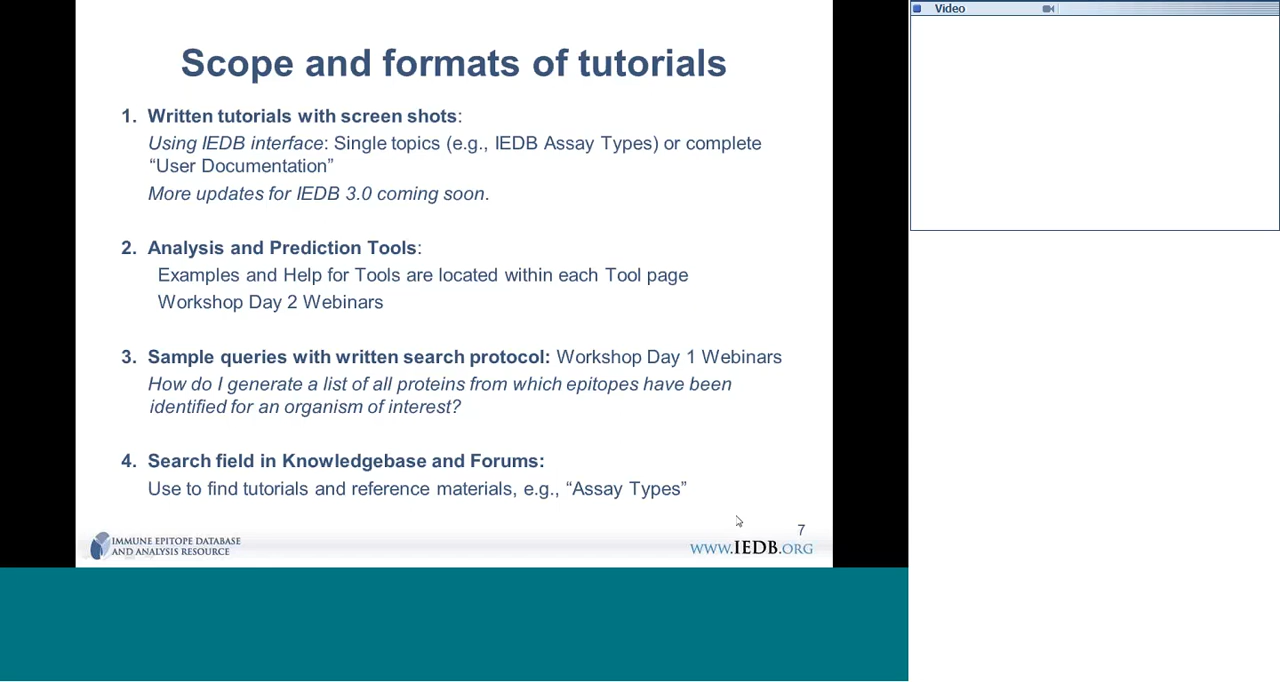 Video
Scope and formats of tutorials
1. Written tutorials with screen shots:
Using IEDB interface: Single topics (e.g., IEDB Assay Types) or complete
“User Documentation”
More updates for IEDB 3.0 coming soon.
2. Analysis and Prediction Tools:
Examples and Help for Tools are located within each Tool page
Workshop Day 2 Webinars
3. Sample queries with written search protocol: Workshop Day 1 Webinars
How do I generate a list of all proteins from which epitopes have been
identified for an organism of interest?
4. Search field in Knowledgebase and Forums:
Use to find tutorials and reference materials, e.g., “Assay Types”
7
IMMUNE EPITOPE DATABASE
AND ANALYSIS RESOURCE
WWW.IEDB.ORG